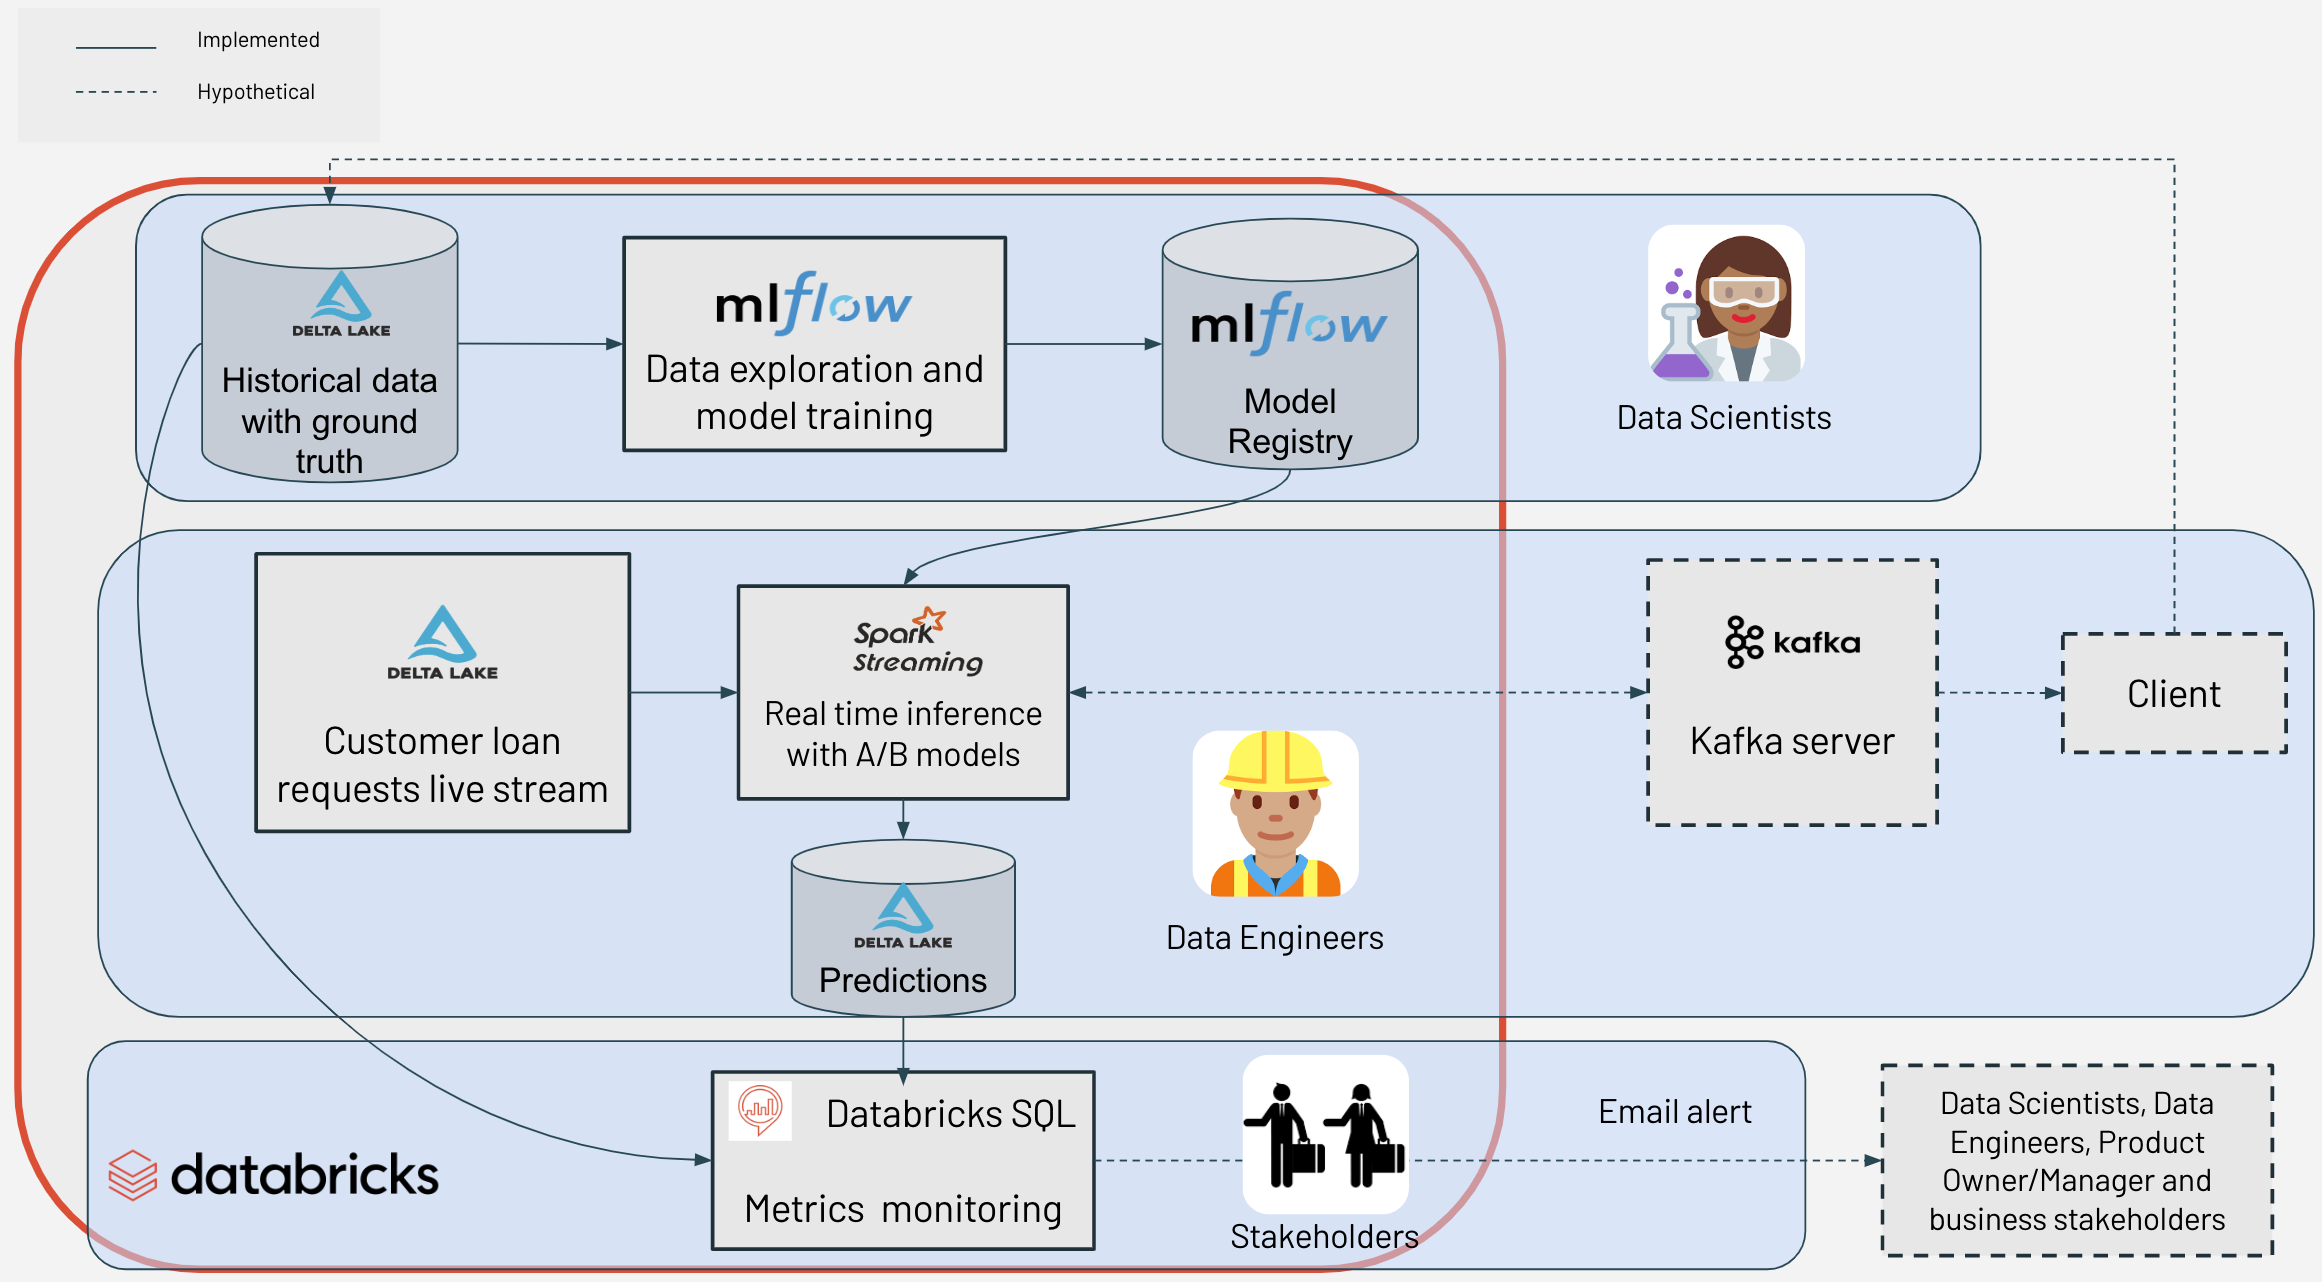 Implemented
Hypothetical
DELTA LAKE
Historical data
with ground
truth
mlflow
Data exploration and
model training
mlflow
Model
Registry
Data Scientists
DELTA LAKE
Customer loan
requests live stream
Spark
Streaming
Real time inference
with A/B models
kafka
Kafka server
Client
DELTA LAKE
Predictions
Data Engineers
databricks
Databricks SQL
Metrics monitoring
Stakeholders
Email alert
Data Scientists, Data
Engineers, Product
Owner/Manager and
business stakeholders